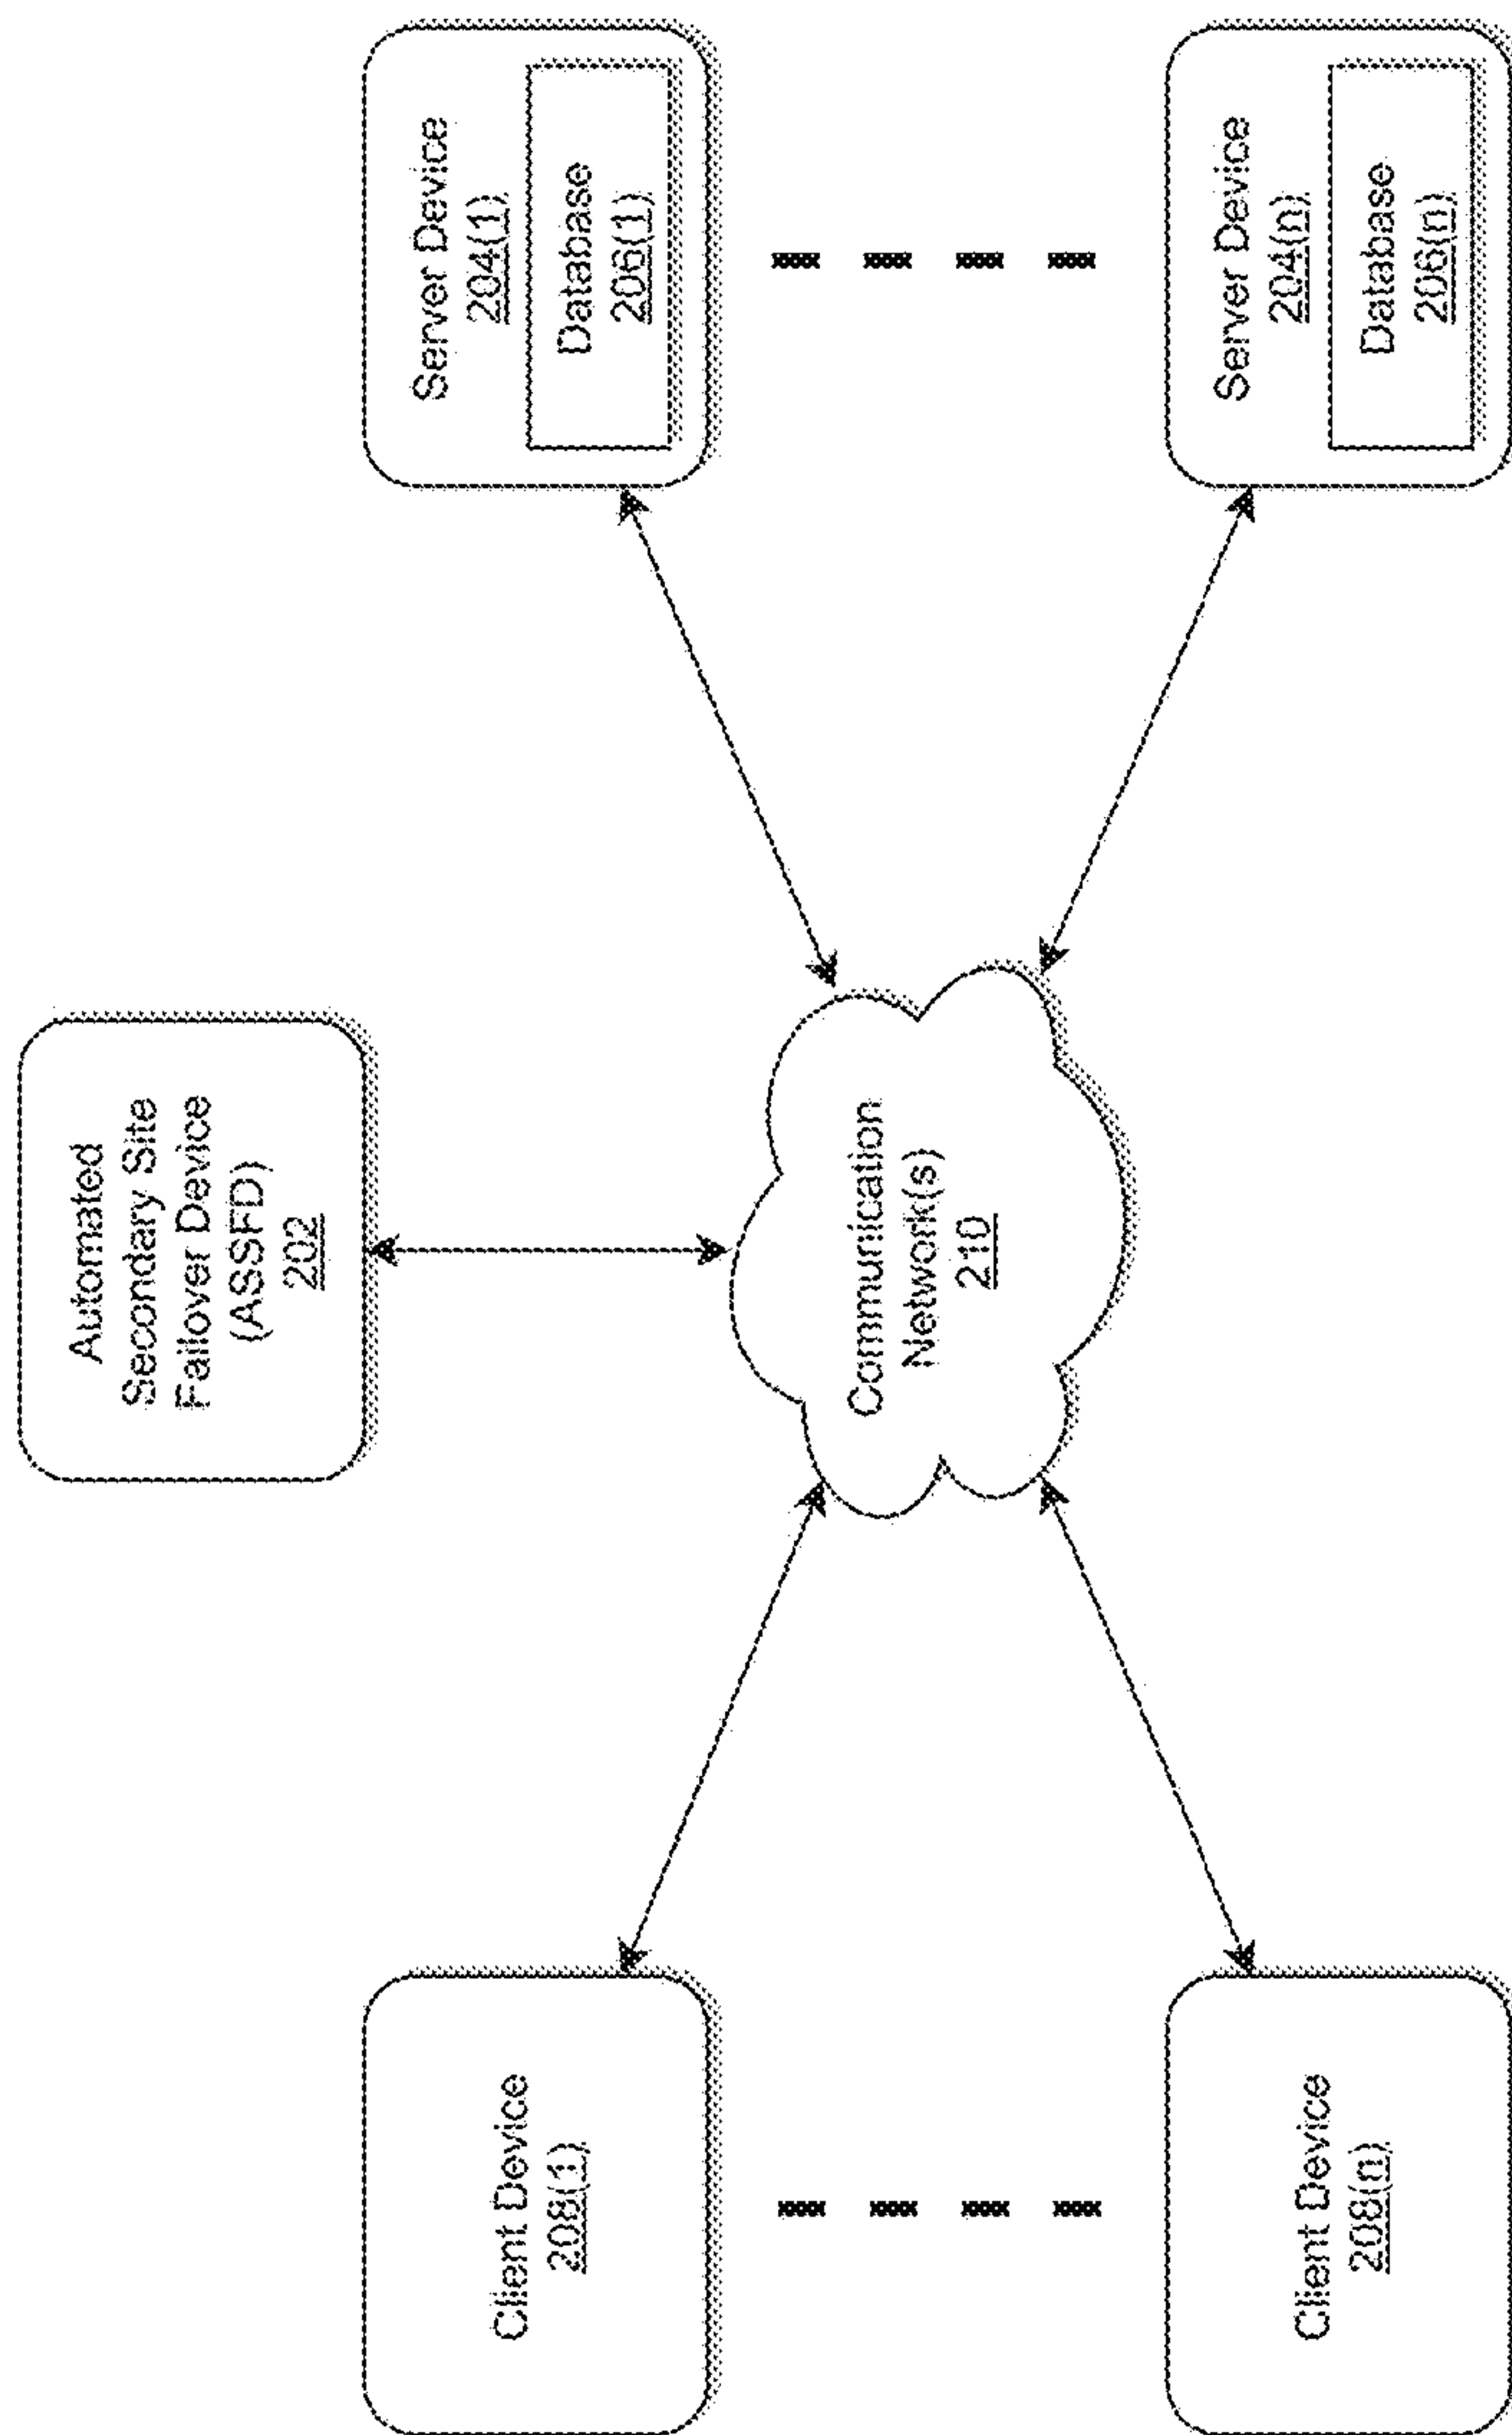 Automated
Secondary Site
Failover Device
(ASSFD)
202
Client Device
208(1)
Server Device
204(1)
Database
206(1)
Communication
Network(s)
210
Client Device
208(n)
Server Device
204(n)
Database
206(n)